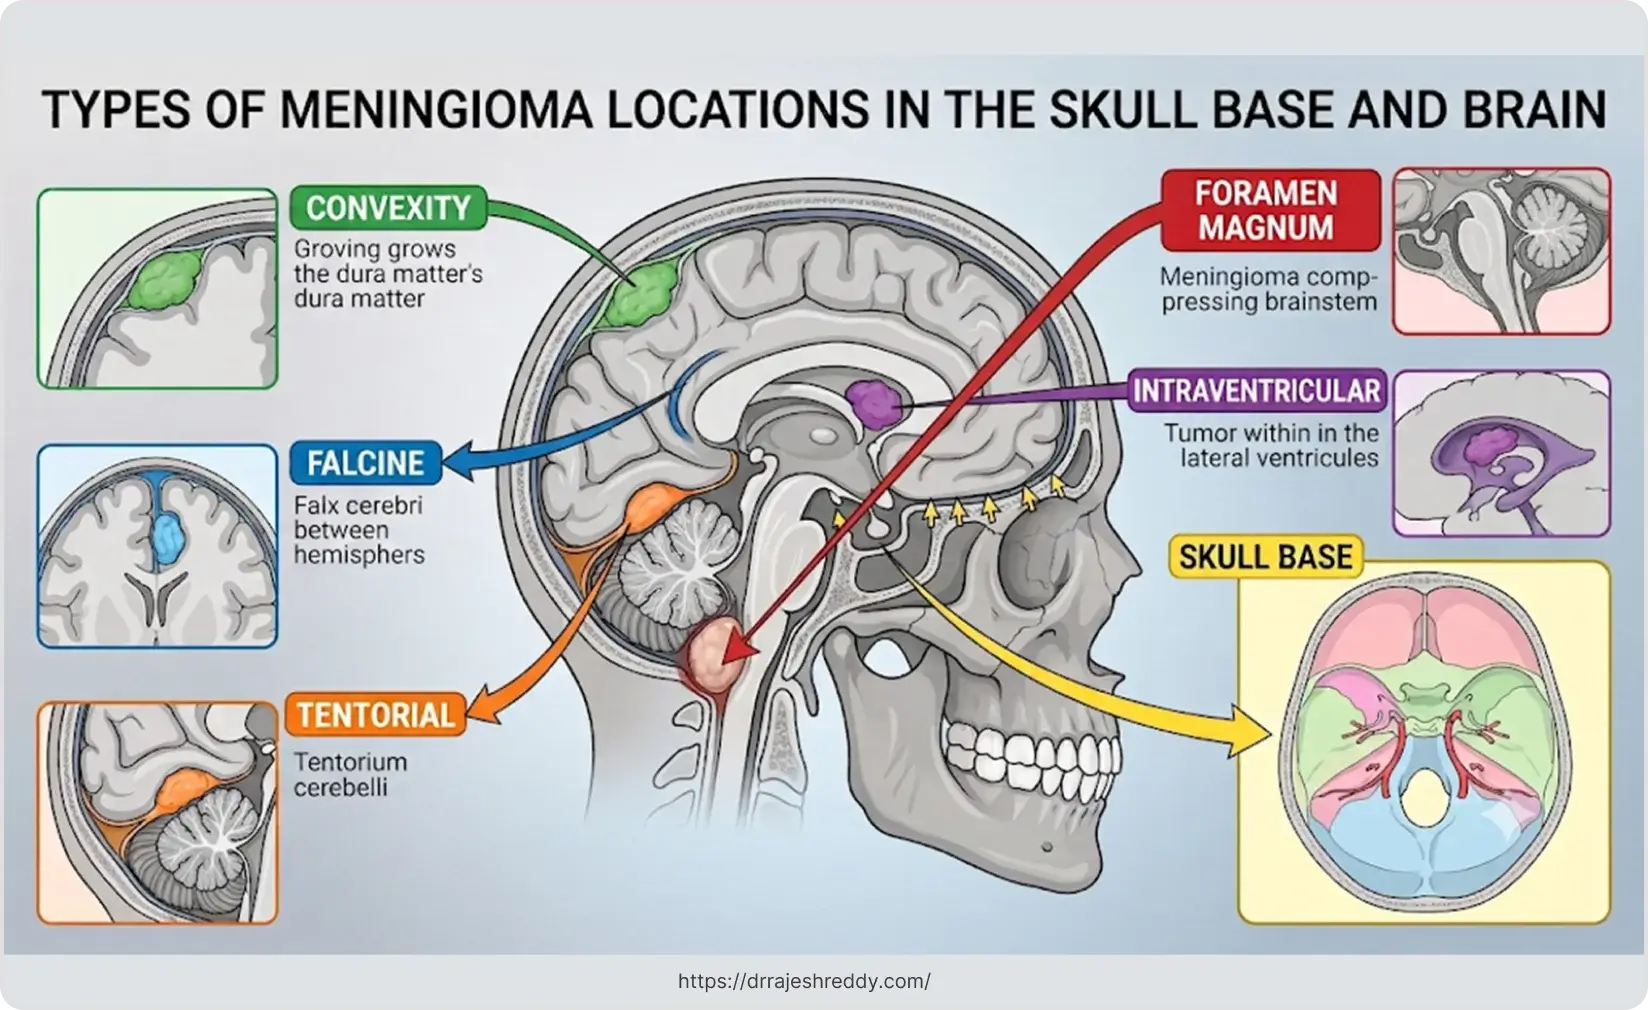 TYPES OF MENINGIOMA LOCATIONS IN THE SKULL BASE AND BRAIN
CONVEXITY
Groving grows
the dura matter's
dura matter
FALCINE
Falx cerebri
between
hemisphers
TENTORIAL
Tentorium
cerebelli
FORAMEN
MAGNUM
Meningioma comp-
pressing brainstem
INTRAVENTRICULAR
Tumor within in the
lateral ventricules
SKULL BASE
https://drrajeshreddy.com/